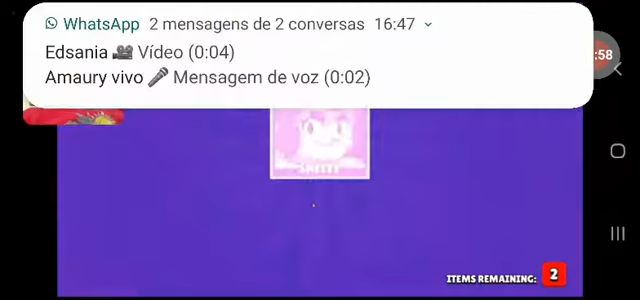 WhatsApp 2 mensagens de 2 conversas 16:47
Edsania 🎥 Vídeo (0:04)
Amaury vivo 🎤 Mensagem de voz (0:02)
:58
ITEMS REMAINING: 2